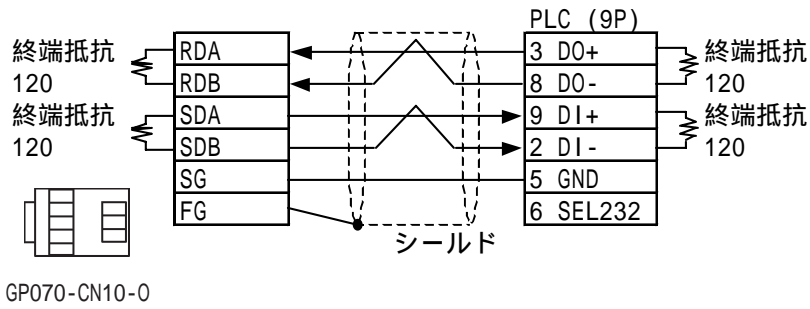 PLC (9P)
終端抵抗
120
終端抵抗
120
RDA
RDB
SDA
SDB
SG
FG
3 DO+
8 DO-
9 DI+
2 DI-
5 GND
6 SEL232
終端抵抗
120
終端抵抗
120
シールド
GP070-CN10-O